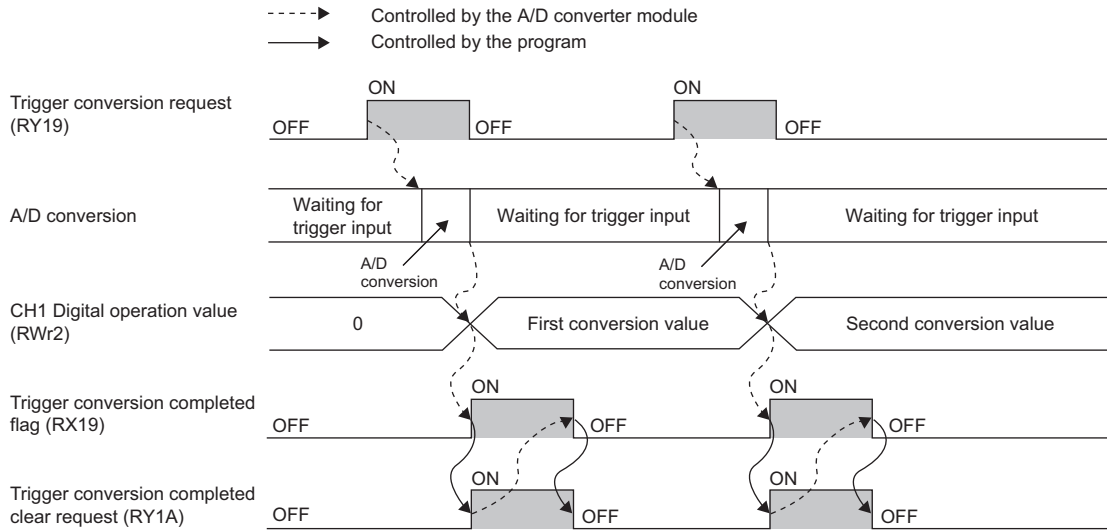 Controlled by the A/D converter module
Controlled by the program
Trigger conversion request
(RY19)
OFF
ON
OFF
ON
OFF
A/D conversion
Waiting for
trigger input
Waiting for trigger input
Waiting for trigger input
A/D
conversion
A/D
conversion
CH1 Digital operation value
(RWr2)
0
First conversion value
Second conversion value
Trigger conversion completed
flag (RX19)
OFF
ON
OFF
ON
OFF
Trigger conversion completed
clear request (RY1A)
OFF
ON
OFF
ON
OFF